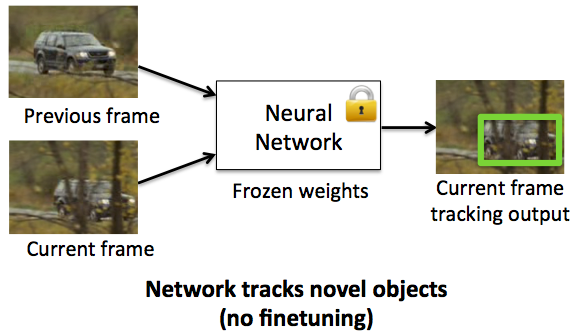 Previous frame
Current frame
Neural
Network
Frozen weights
Current frame
tracking output
Network tracks novel objects
(no finetuning)